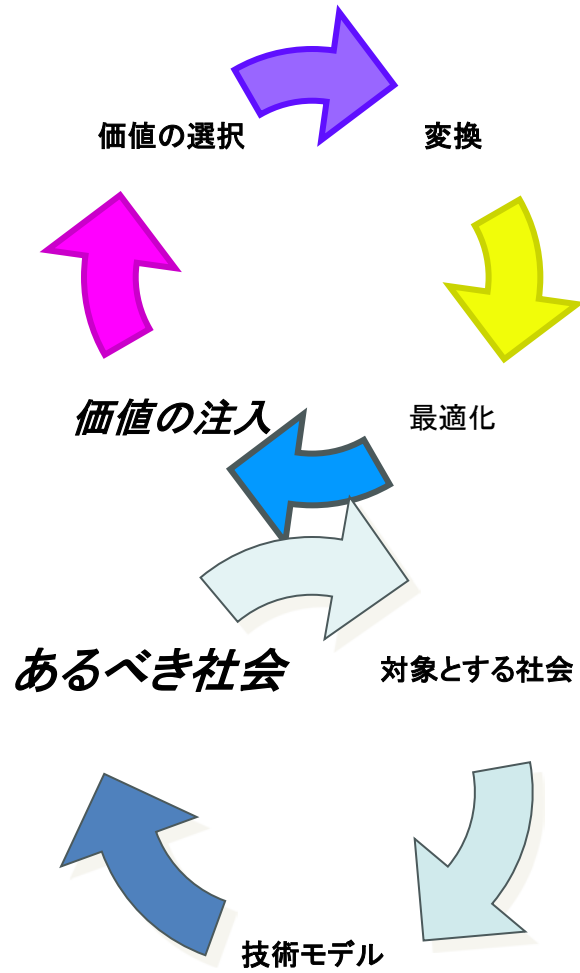 価値の選択
変換
価値の注入
最適化
あるべき社会
対象とする社会
技術モデル